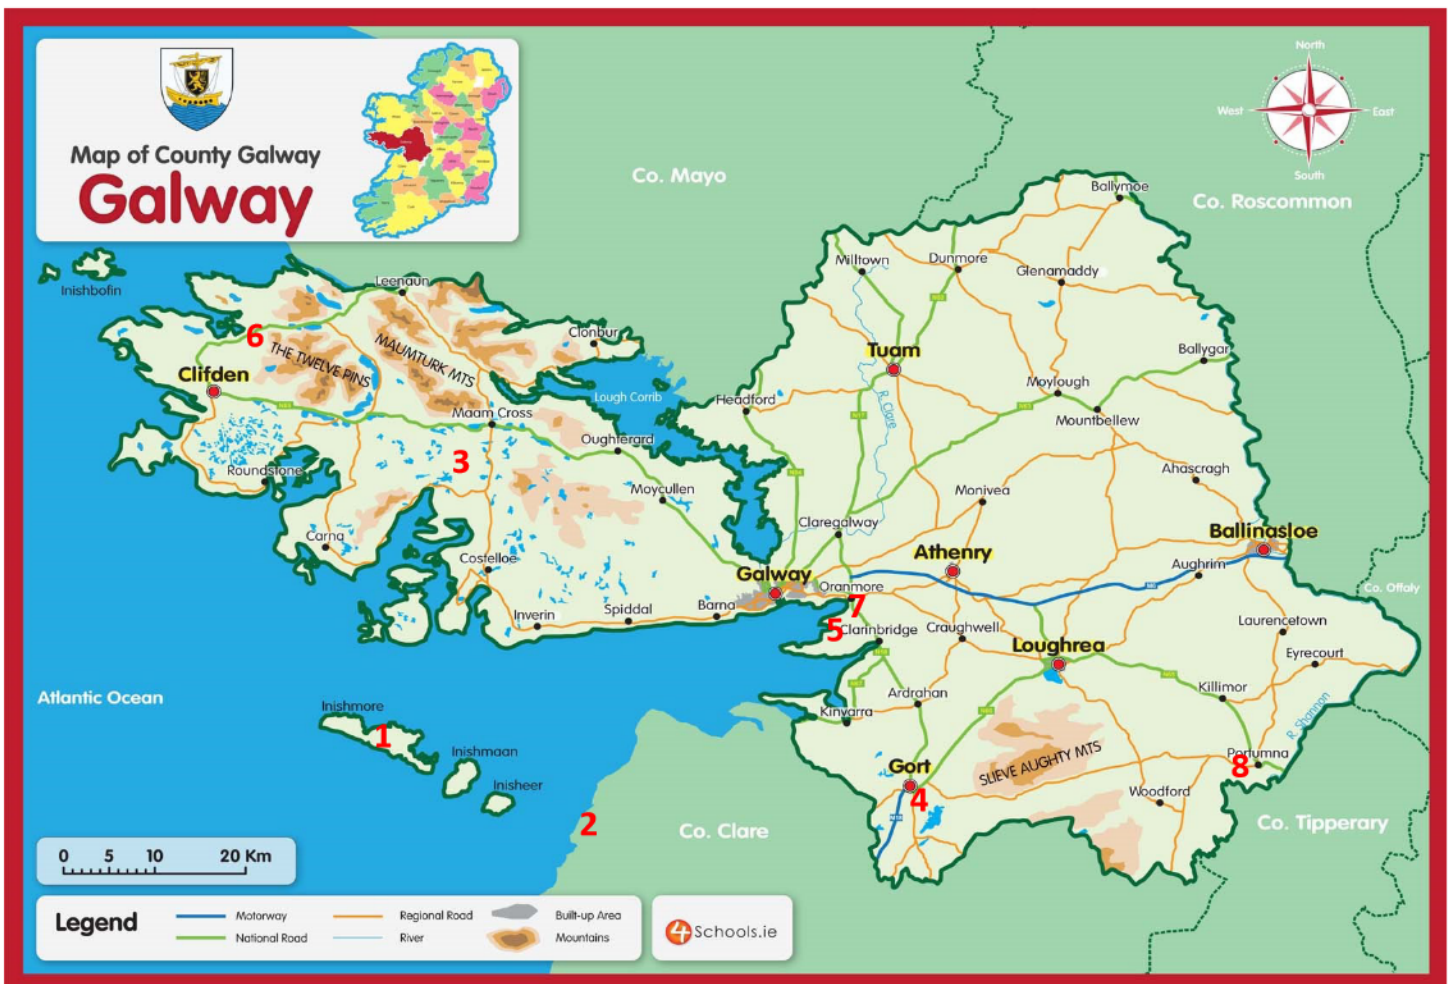 Map of County Galway
Galway
North
West
East
South
Co. Mayo
Co. Roscommon
Ballymoe
Inishbofin
Leenaun
Milltown
Dunmore
Glenamaddy
6
THE TWELVE PINS
MAUMTURK MTS
Clonbur
Tuam
Ballygar
Clifden
Lough Corrib
Headford
R. Clare
Moylough
Mountbellew
Maam Cross
Oughterard
3
Roundstone
Moycullen
Ahascragh
Monivea
Carna
Claregalway
Ballinasloe
Costelloe
Galway
Athenry
Aughrim
Oranmore
7
Co. Offaly
Inverin
Spiddal
Barna
5
Clarinbridge
Craughwell
Laurencetown
Loughrea
Eyrecourt
Atlantic Ocean
Inishmore
1
Kinvarra
Ardrahan
Killimor
R. Shannon
Inishmaan
Inisheer
Gort
4
SLIEVE AUGHTY MTS
Portumna
8
Woodford
2
Co. Clare
Co. Tipperary
0 5 10 20 Km
Legend
Motorway
National Road
Regional Road
River
Built-up Area
Mountains
4Schools.ie